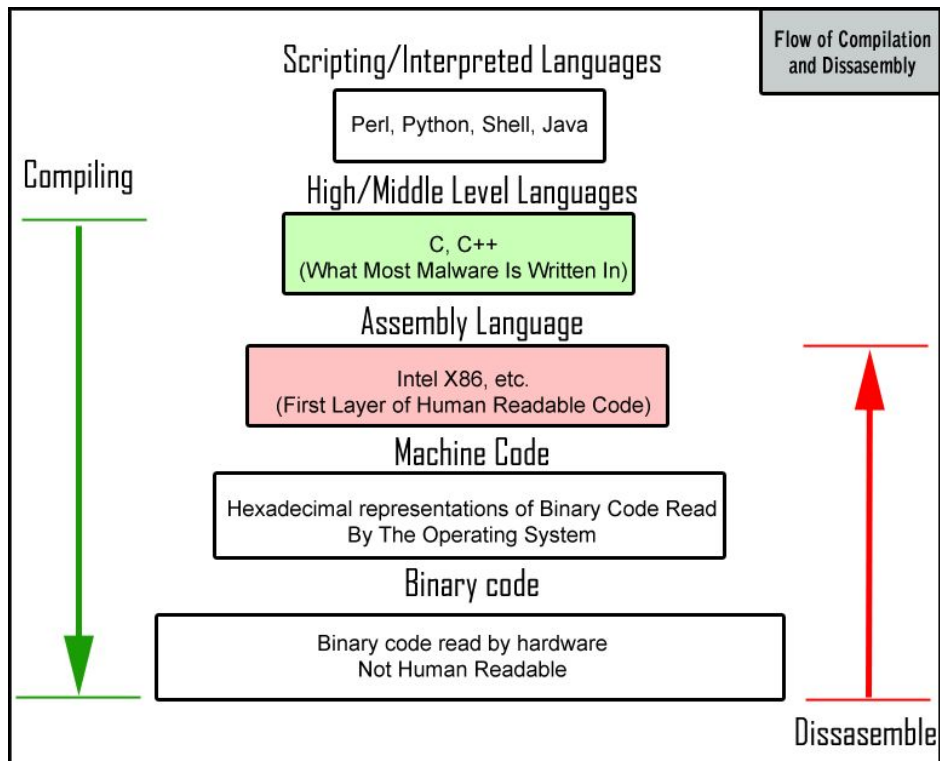 Flow of Compilation
and Dissasembly
Scripting/Interpreted Languages
Perl, Python, Shell, Java
Compiling
High/Middle Level Languages
C, C++
(What Most Malware Is Written In)
Assembly Language
Intel X86, etc.
(First Layer of Human Readable Code)
Machine Code
Hexadecimal representations of Binary Code Read
By The Operating System
Binary code
Binary code read by hardware
Not Human Readable
Dissasemble